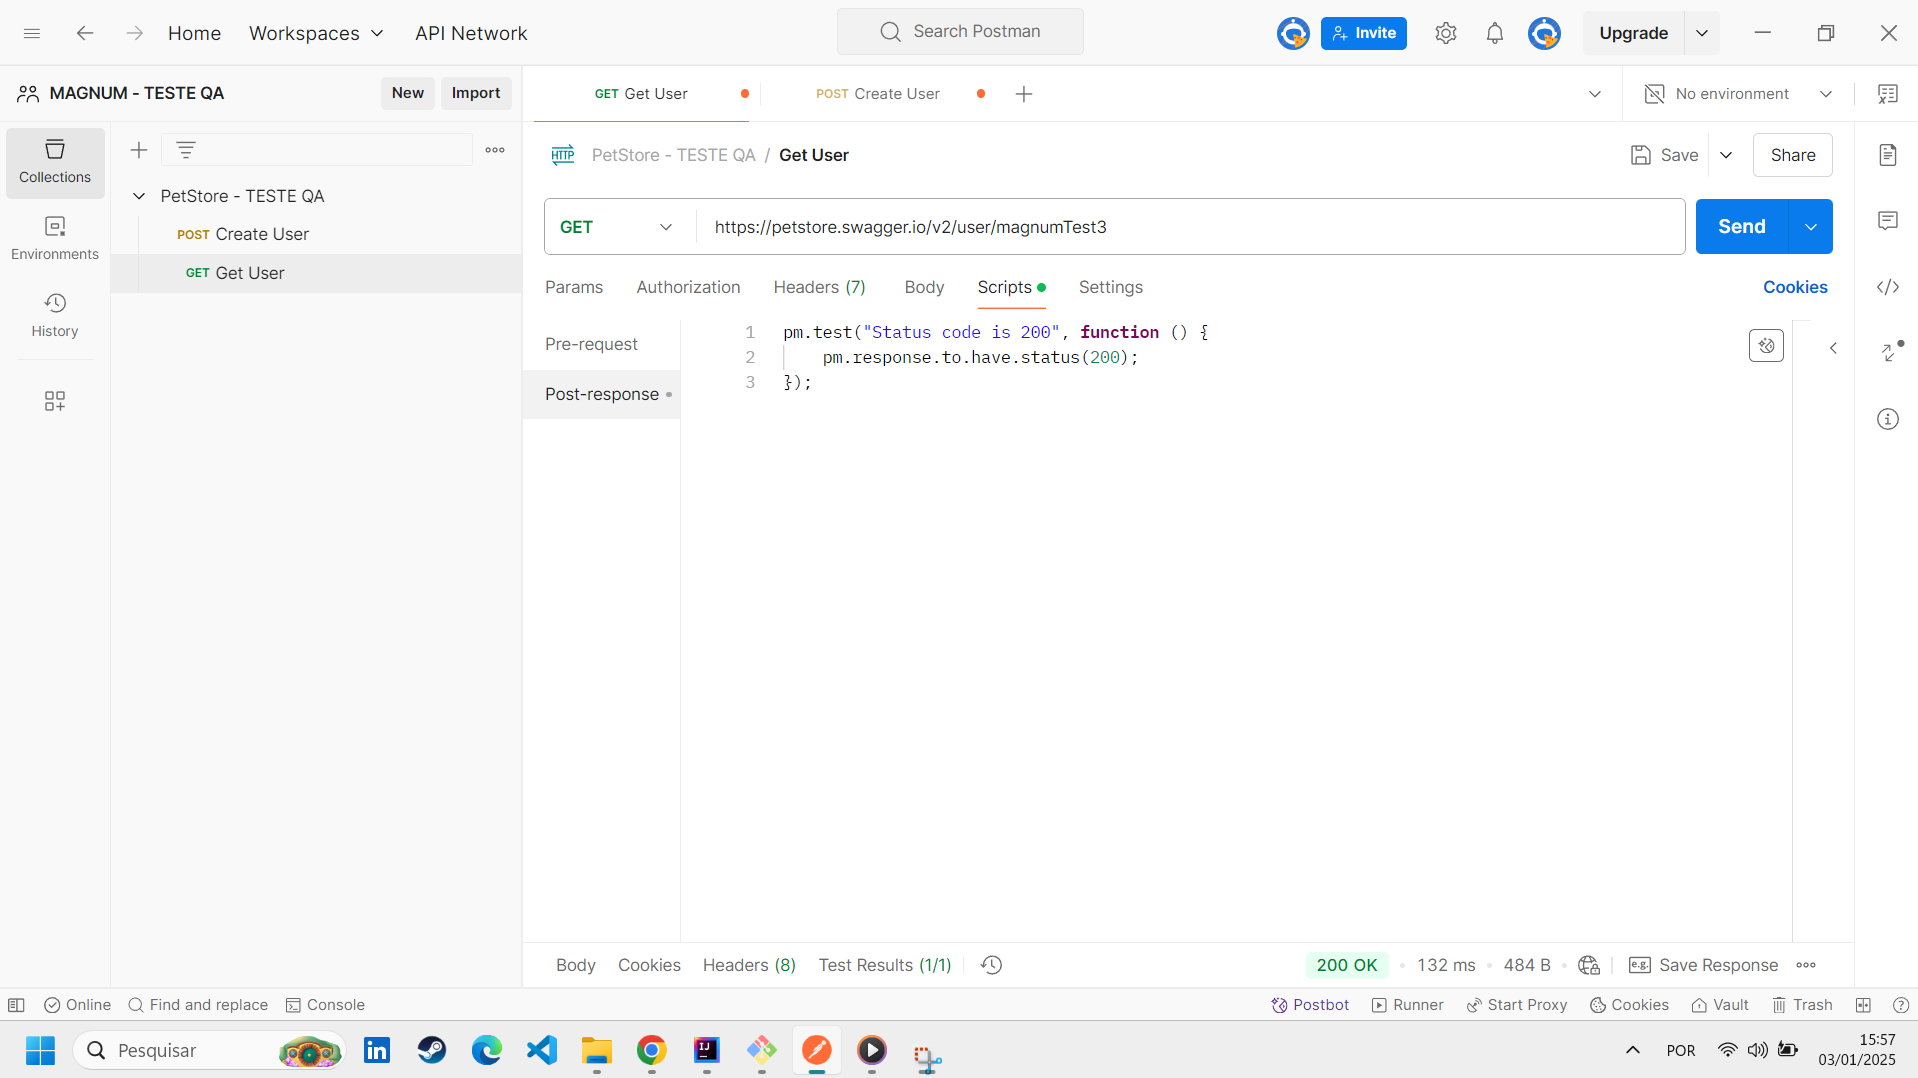 Home
Workspaces
API Network
Search Postman
Invite
Upgrade
MAGNUM - TESTE QA
New
Import
GET Get User
POST Create User
No environment
Collections
Environments
History
PetStore - TESTE QA
POST Create User
GET Get User
HTTP
PetStore - TESTE QA / Get User
Save
Share
GET
https://petstore.swagger.io/v2/user/magnumTest3
Send
Params
Authorization
Headers (7)
Body
Scripts
Settings
Cookies
Pre-request
Post-response
1 pm.test("Status code is 200", function () {
2 pm.response.to.have.status(200);
3 });
Body
Cookies
Headers (8)
Test Results (1/1)
200 OK
132 ms
484 B
e.g.
Save Response
Online
Find and replace
Console
Postbot
Runner
Start Proxy
Cookies
Vault
Trash
Pesquisar
in
IJ
POR
15:57
03/01/2025